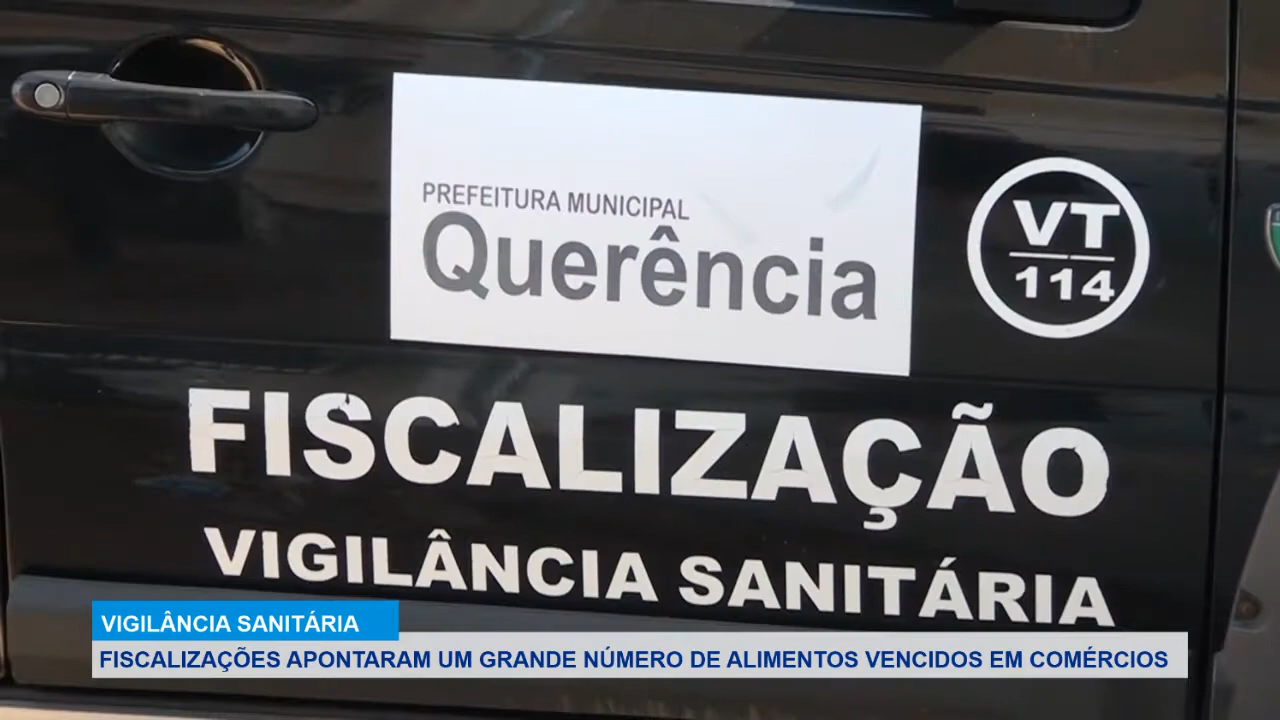 PREFEITURA MUNICIPAL
Querência
VT
114
FISCALIZAÇÃO
VIGILÂNCIA SANITÁRIA
VIGILÂNCIA SANITÁRIA
FISCALIZAÇÕES APONTARAM UM GRANDE NÚMERO DE ALIMENTOS VENCIDOS EM COMÉRCIOS